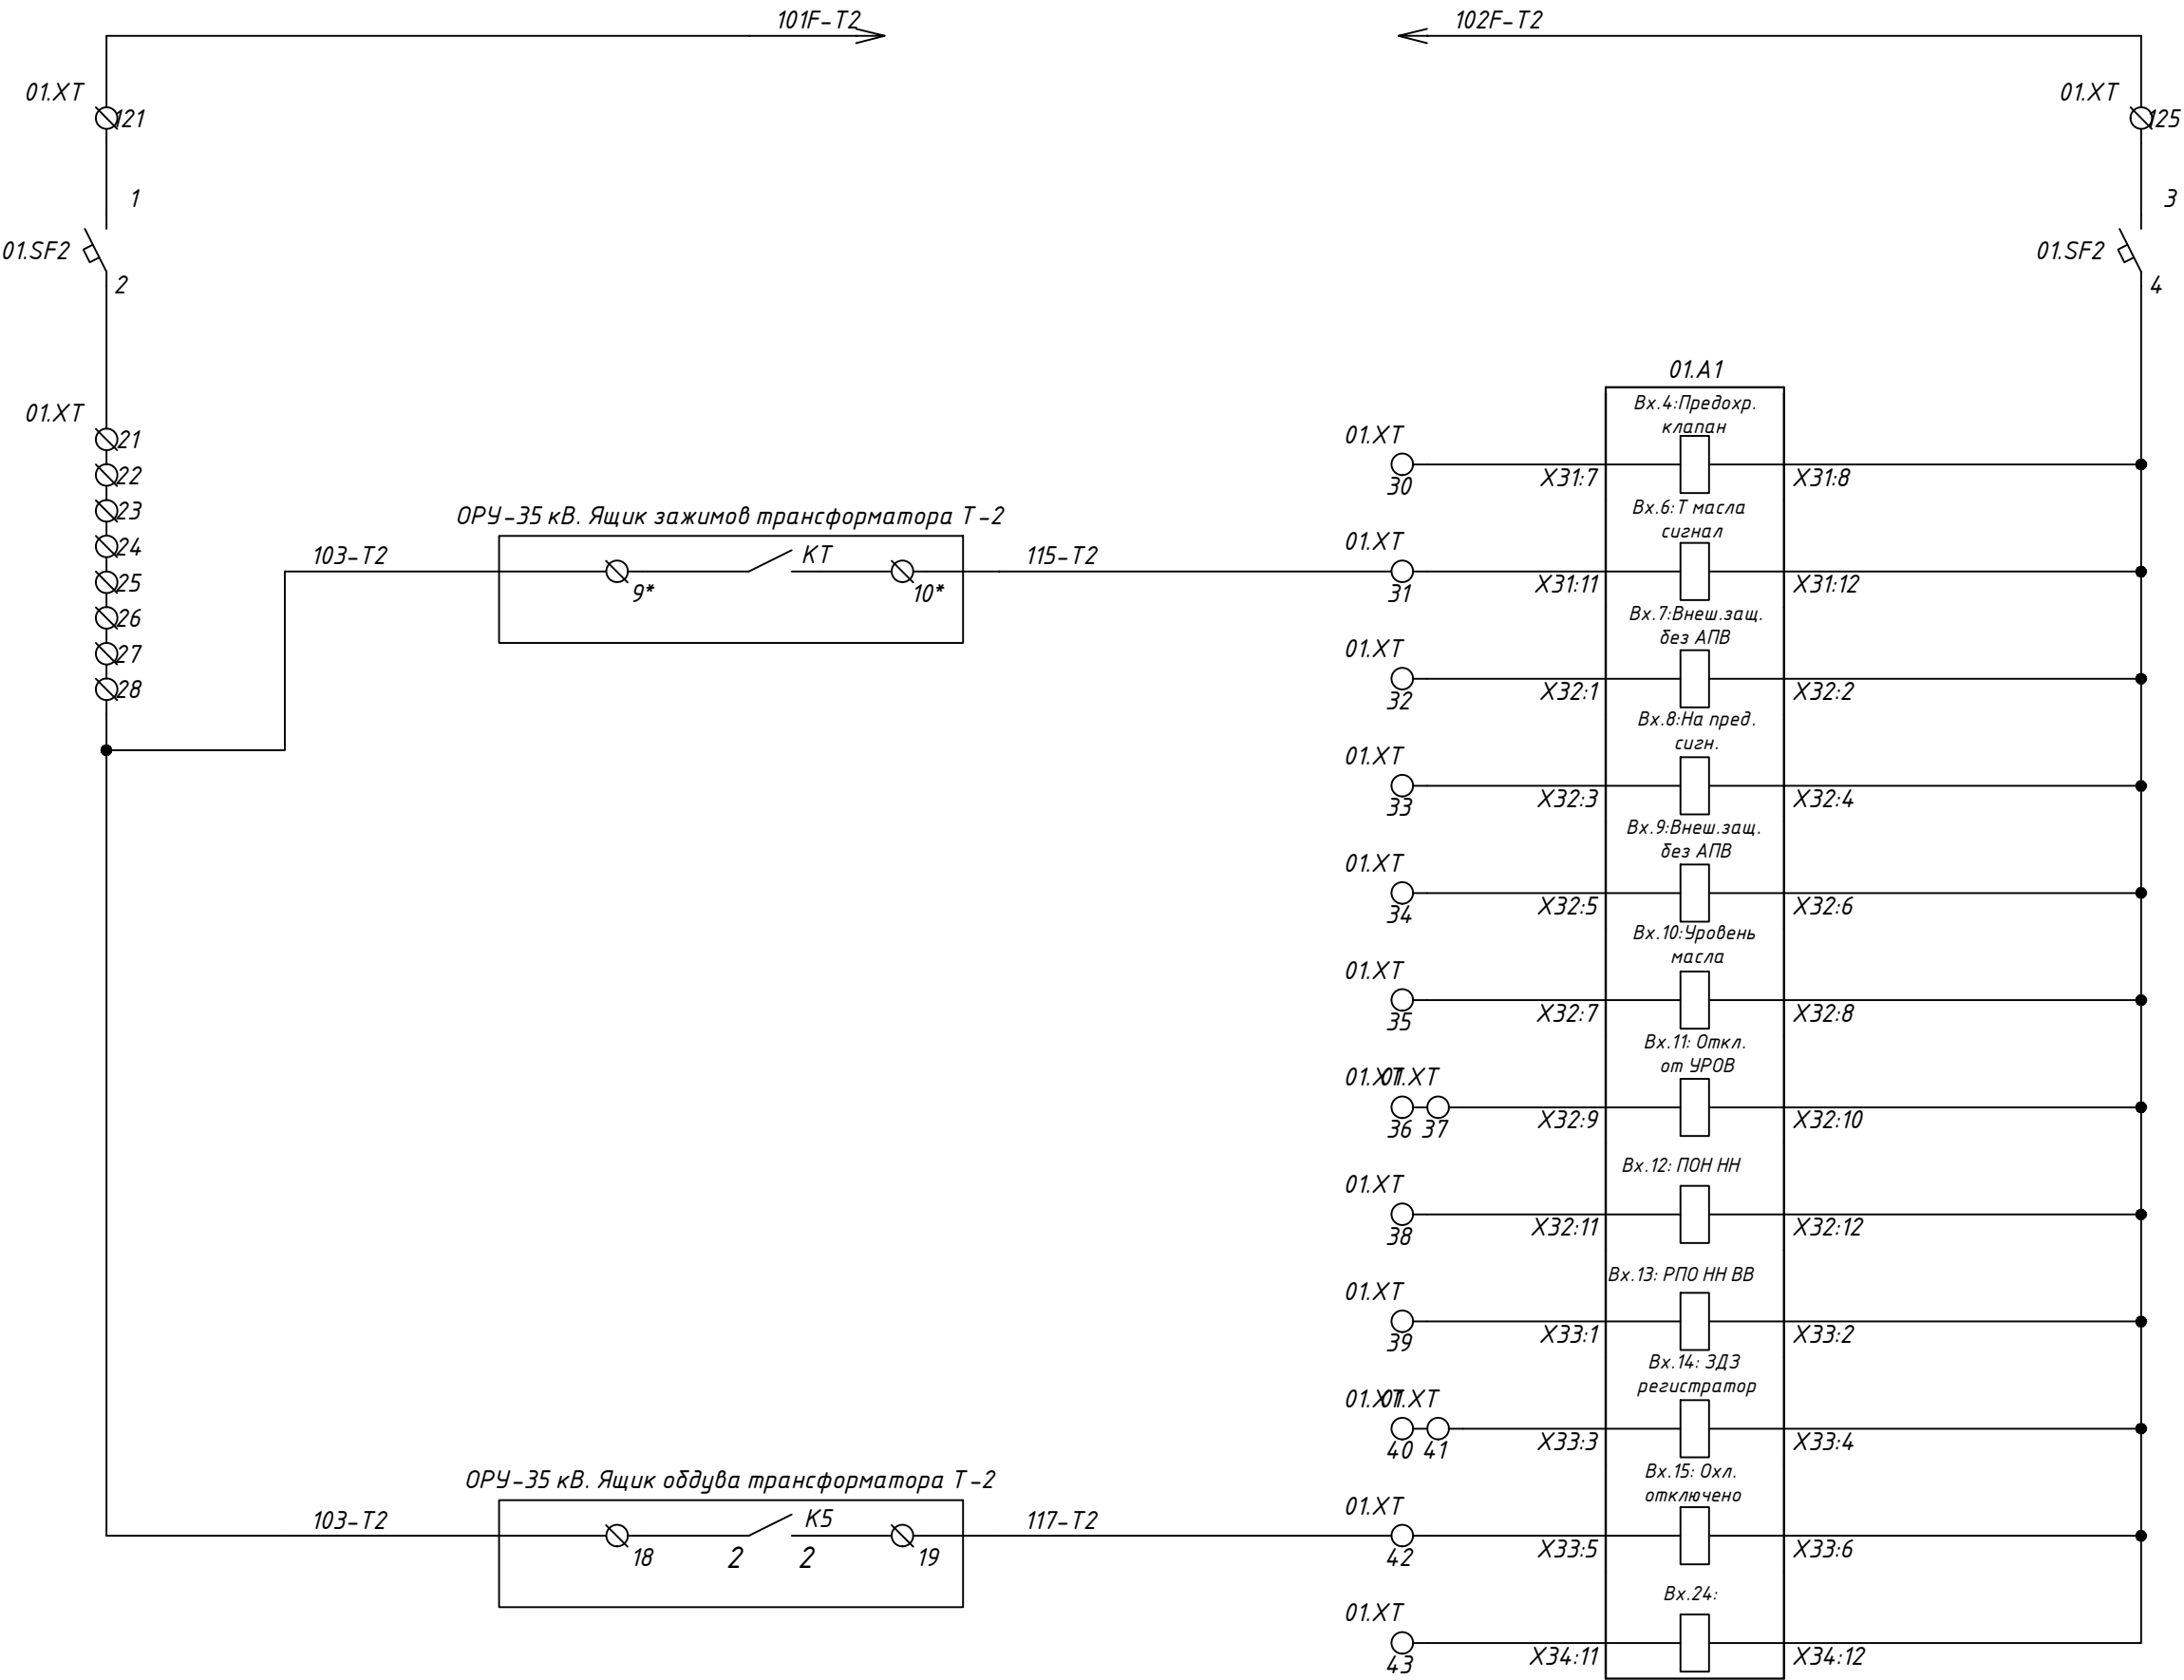 101F-T2
102F-T2
01.XT
121
01.XT
125
1
3
01.SF2
2
01.SF2
4
01.A1
01.XT
21
22
23
24
25
26
27
28
Вх.4:Предохр.
клапан
01.XT
30
X31:7
X31:8
ОРУ-35 кВ. Ящик зажимов трансформатора Т-2
103-T2
9*
KT
10*
115-T2
Вх.6:Т масла
сигнал
01.XT
31
X31:11
X31:12
Вх.7:Внеш.защ.
без АПВ
01.XT
32
X32:1
X32:2
Вх.8:На пред.
сигн.
01.XT
33
X32:3
X32:4
Вх.9:Внеш.защ.
без АПВ
01.XT
34
X32:5
X32:6
Вх.10:Уровень
масла
01.XT
35
X32:7
X32:8
Вх.11: Откл.
от УРОВ
01.XT 01.XT
36 37
X32:9
X32:10
Вх.12: ПОН НН
01.XT
38
X32:11
X32:12
Вх.13: РПО НН ВВ
01.XT
39
X33:1
X33:2
Вх.14: ЗДЗ
регистратор
01.XT 01.XT
40 41
X33:3
X33:4
ОРУ-35 кВ. Ящик обдува трансформатора Т-2
103-T2
18
2
K5
2
19
117-T2
Вх.15: Охл.
отключено
01.XT
42
X33:5
X33:6
Вх.24:
01.XT
43
X34:11
X34:12